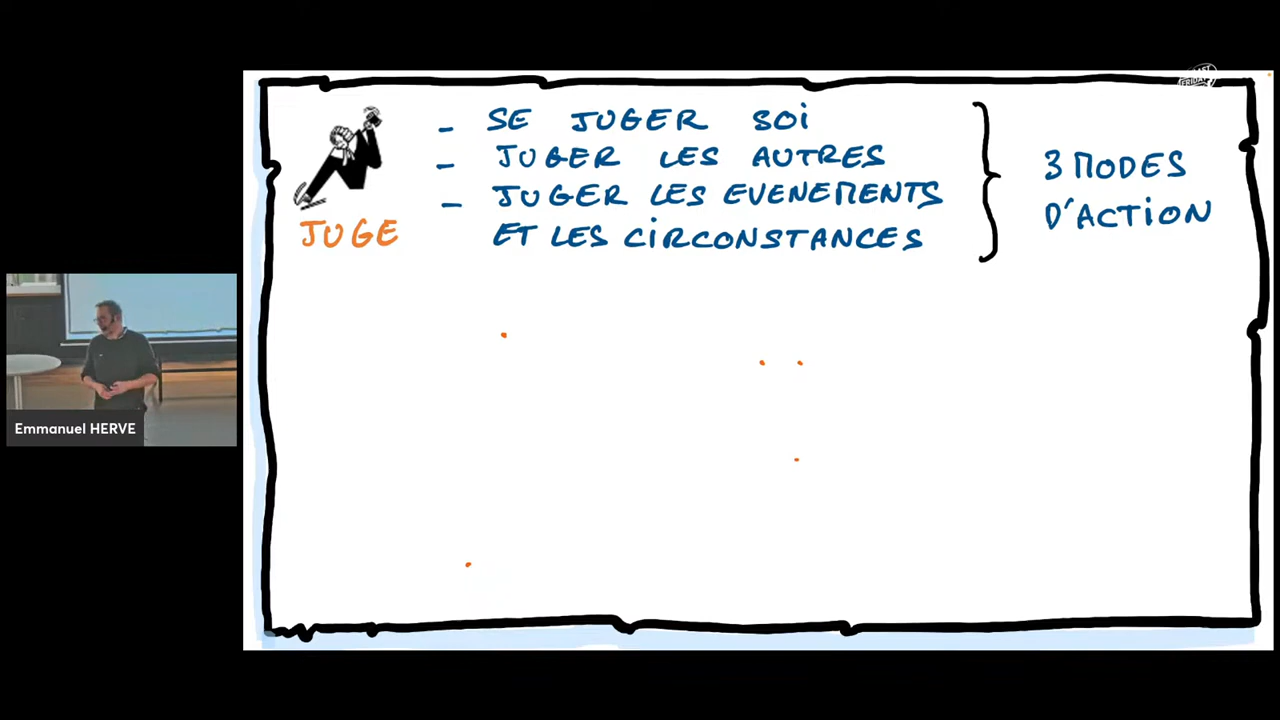 - SE JUGER SOI
- JUGER LES AUTRES
- JUGER LES EVENEMENTS
ET LES CIRCONSTANCES
3 MODES
D'ACTION
JUGE
Emmanuel HERVE